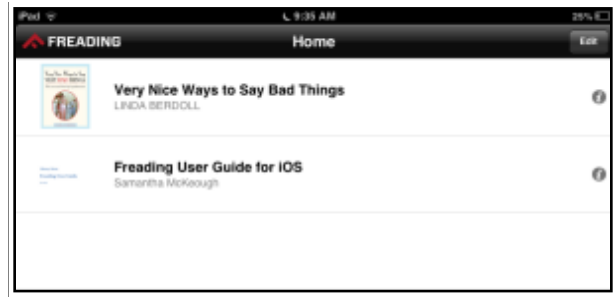 iPad 9:35 AM 25%
FREADING Home Edit
Very Nice Ways to Say Bad Things
LINDA BERDOLL
Freading User Guide for iOS
Samantha McKeough